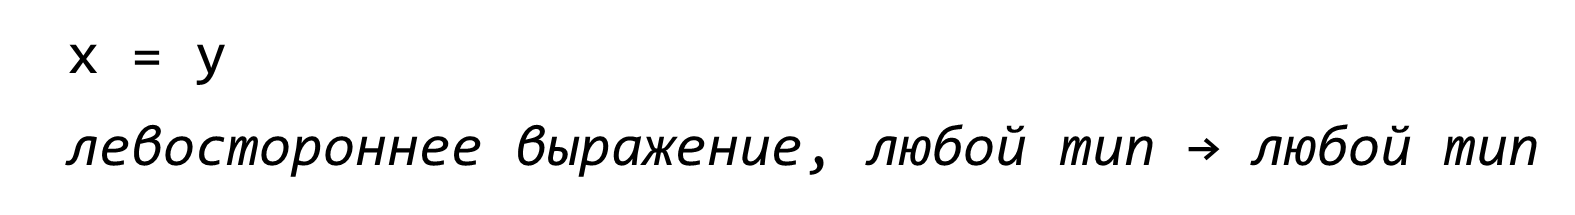 x = y
левостороннее выражение, любой тип → любой тип